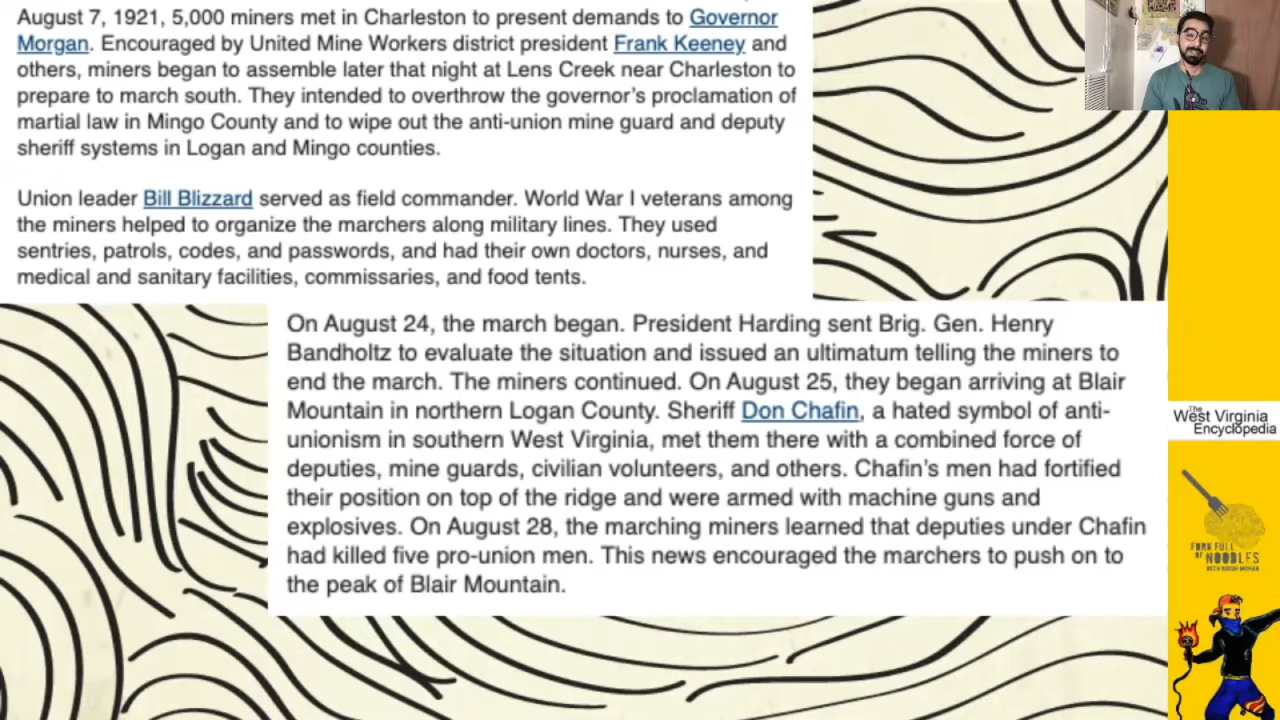 August 7, 1921, 5,000 miners met in Charleston to present demands to Governor
Morgan. Encouraged by United Mine Workers district president Frank Keeney and
others, miners began to assemble later that night at Lens Creek near Charleston to
prepare to march south. They intended to overthrow the governor's proclamation of
martial law in Mingo County and to wipe out the anti-union mine guard and deputy
sheriff systems in Logan and Mingo counties.
Union leader Bill Blizzard served as field commander. World War I veterans among
the miners helped to organize the marchers along military lines. They used
sentries, patrols, codes, and passwords, and had their own doctors, nurses, and
medical and sanitary facilities, commissaries, and food tents.
On August 24, the march began. President Harding sent Brig. Gen. Henry
Bandholtz to evaluate the situation and issued an ultimatum telling the miners to
end the march. The miners continued. On August 25, they began arriving at Blair
Mountain in northern Logan County. Sheriff Don Chafin, a hated symbol of anti-
unionism in southern West Virginia, met them there with a combined force of
deputies, mine guards, civilian volunteers, and others. Chafin's men had fortified
their position on top of the ridge and were armed with machine guns and
explosives. On August 28, the marching miners learned that deputies under Chafin
had killed five pro-union men. This news encouraged the marchers to push on to
the peak of Blair Mountain.
The
West Virginia
Encyclopedia
FORK FULL
OF NOODLES
WITH KRISH MOHAN